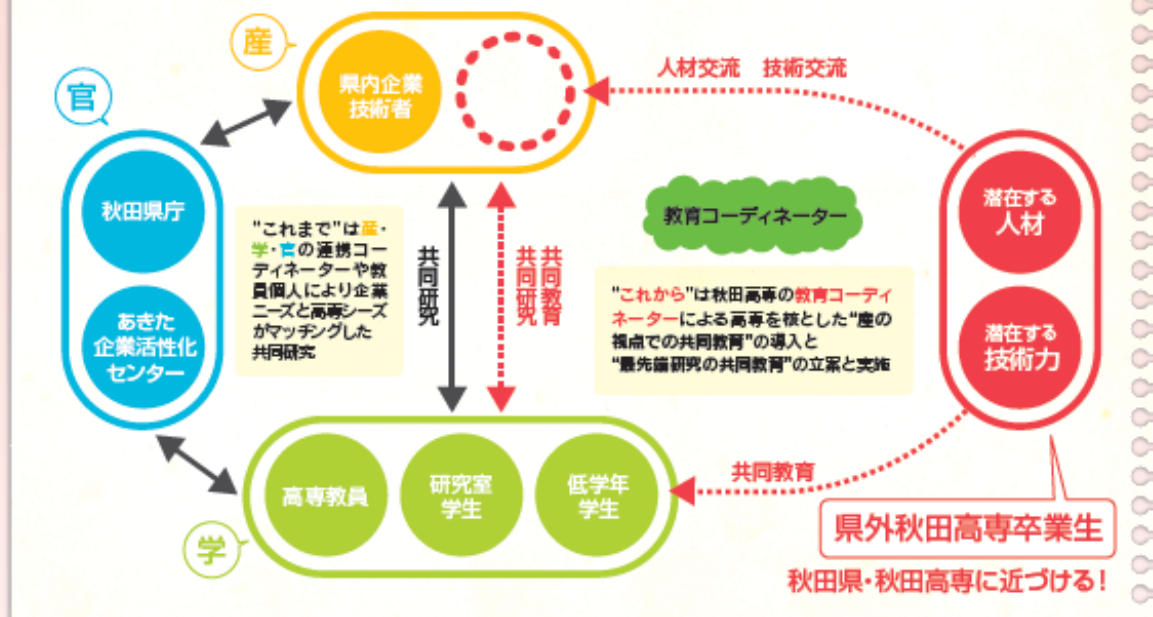 産
官
県内企業
技術者
人材交流　技術交流
秋田県庁
あきた
企業活性化
センター
"これまで"は産・
学・官の連携コー
ディネーターや教
員個人により企業
ニーズと高専シーズ
がマッチングした
共同研究
共同研究
共同教育
共同研究
教育コーディネーター
"これから"は秋田高専の教育コーディ
ネーターによる高専を核とした"産の
視点での共同教育"の導入と
"最先端研究の共同教育"の立案と実施
潜在する
人材
潜在する
技術力
高専教員
研究室
学生
低学年
学生
学
共同教育
県外秋田高専卒業生
秋田県・秋田高専に近づける！